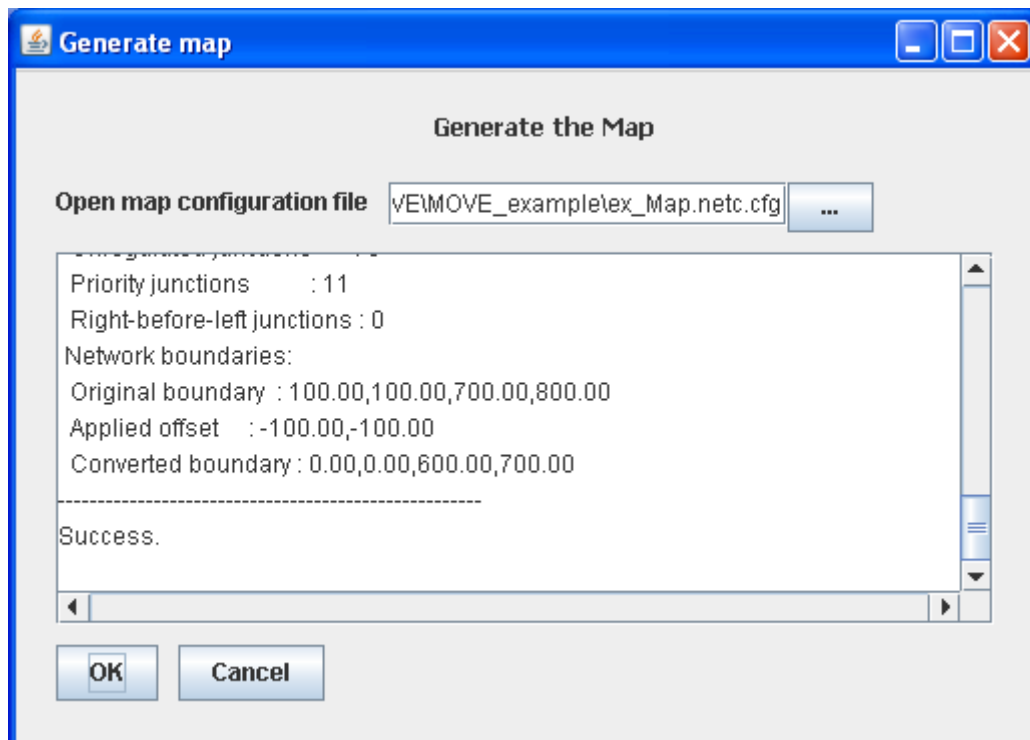 Generate map
Generate the Map
Open map configuration file VE\MOVE_example\ex_Map.netc.cfg ...
Priority junctions : 11
Right-before-left junctions : 0
Network boundaries:
Original boundary : 100.00,100.00,700.00,800.00
Applied offset : -100.00,-100.00
Converted boundary : 0.00,0.00,600.00,700.00
-----------------------------------------------------
Success.
OK Cancel